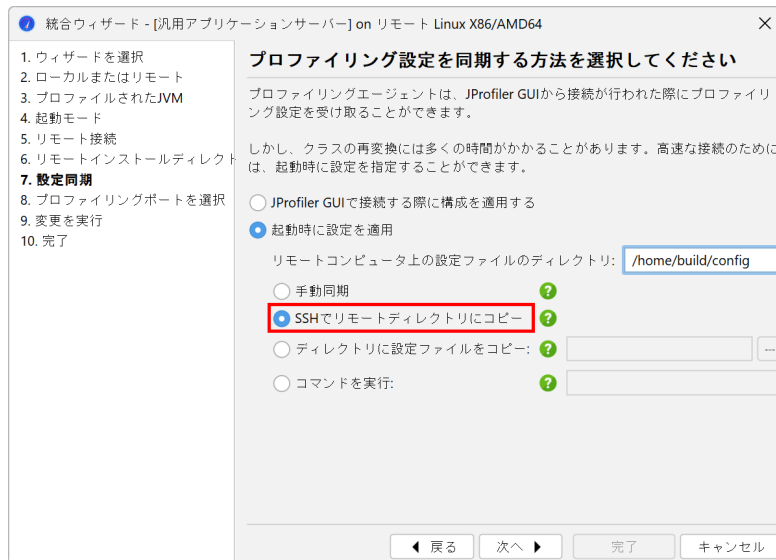 統合ウィザード - [汎用アプリケーションサーバー] on リモート Linux X86/AMD64
1. ウィザードを選択
2. ローカルまたはリモート
3. プロファイルされたJVM
4. 起動モード
5. リモート接続
6. リモートインストールディレクト
7. 設定同期
8. プロファイリングポートを選択
9. 変更を実行
10. 完了
プロファイリング設定を同期する方法を選択してください
プロファイリングエージェントは、JProfiler GUIから接続が行われた際にプロファイリ
ング設定を受け取ることができます。
しかし、クラスの再変換には多くの時間がかかることがあります。高速な接続のために
は、起動時に設定を指定することができます。
JProfiler GUIで接続する際に構成を適用する
起動時に設定を適用
リモートコンピュータ上の設定ファイルのディレクトリ: /home/build/config
手動同期 ?
SSHでリモートディレクトリにコピー ?
ディレクトリに設定ファイルをコピー: ? ...
コマンドを実行: ?
戻る 次へ 完了 キャンセル